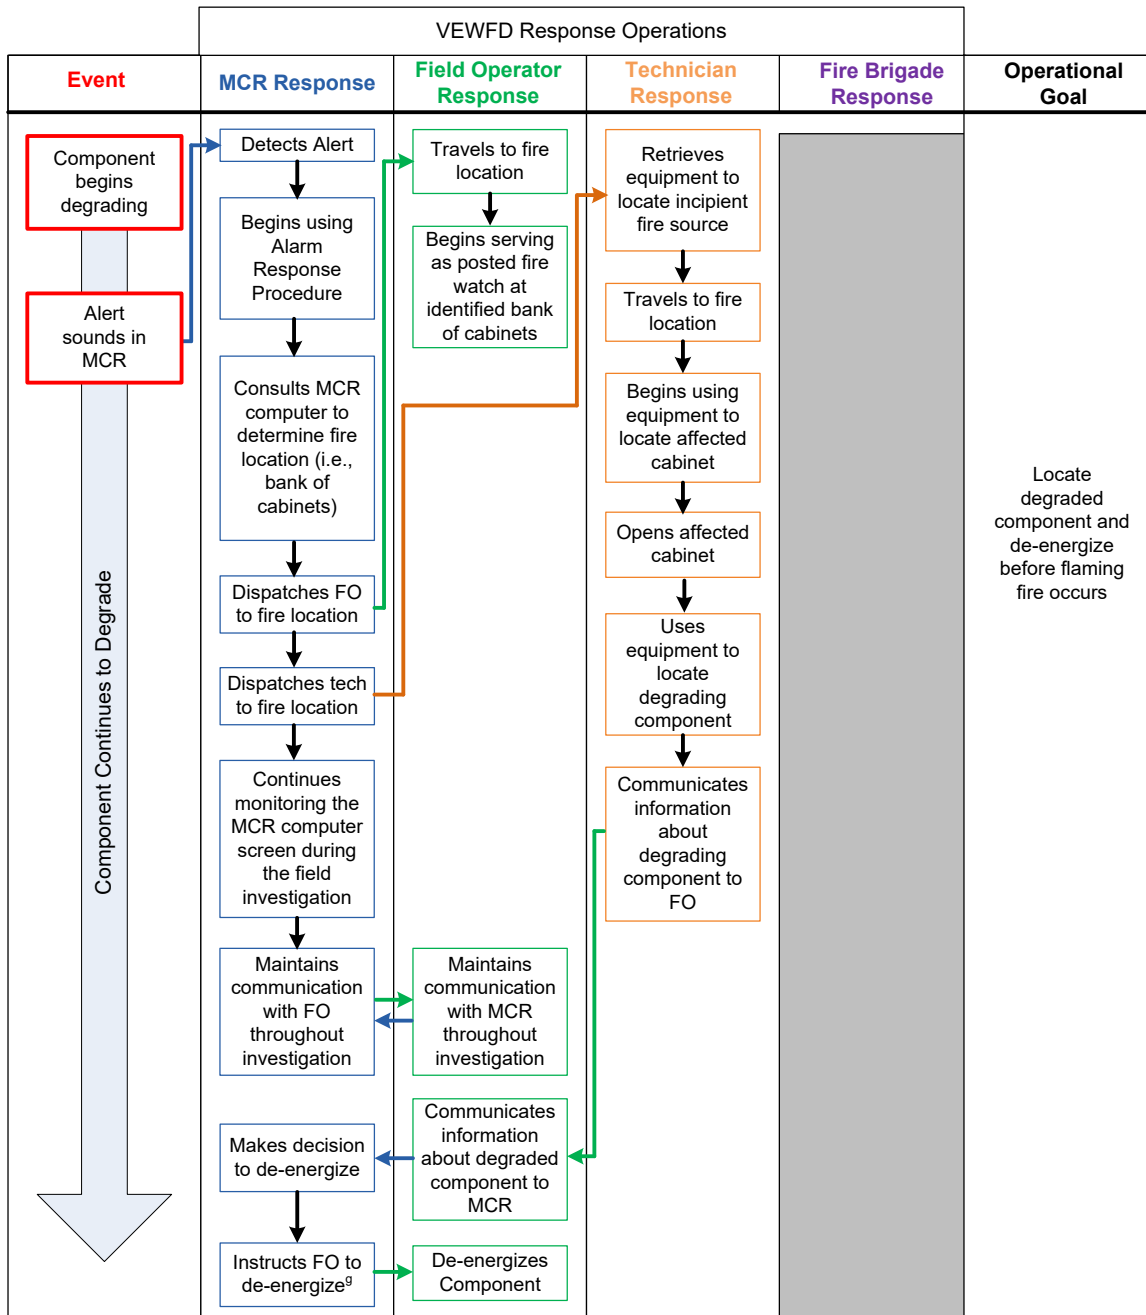 VEWFD Response Operations
Event
MCR Response
Field Operator
Response
Technician
Response
Fire Brigade
Response
Operational
Goal
Component
begins
degrading
Alert
sounds in
MCR
Component Continues to Degrade
Detects Alert
Begins using
Alarm
Response
Procedure
Consults MCR
computer to
determine fire
location (i.e.,
bank of
cabinets)
Dispatches FO
to fire location
Dispatches tech
to fire location
Continues
monitoring the
MCR computer
screen during
the field
investigation
Maintains
communication
with FO
throughout
investigation
Makes decision
to de-energize
Instructs FO to
de-energizeᵍ
Travels to fire
location
Begins serving
as posted fire
watch at
identified bank
of cabinets
Maintains
communication
with MCR
throughout
investigation
Communicates
information
about degraded
component to
MCR
De-energizes
Component
Retrieves
equipment to
locate incipient
fire source
Travels to fire
location
Begins using
equipment to
locate affected
cabinet
Opens affected
cabinet
Uses
equipment to
locate
degrading
component
Communicates
information
about
degrading
component to
FO
Locate
degraded
component and
de-energize
before flaming
fire occurs